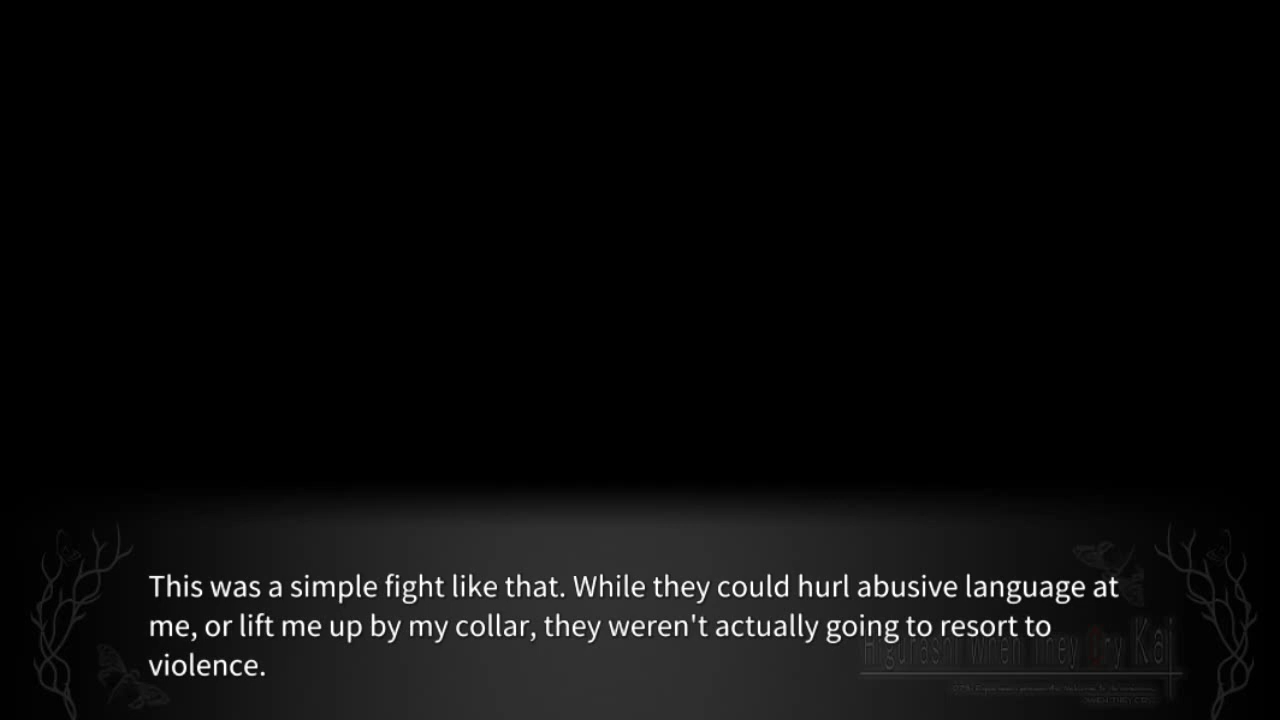 This was a simple fight like that. While they could hurl abusive language at
me, or lift me up by my collar, they weren't actually going to resort to
violence.
Higurashi When They Cry Kai